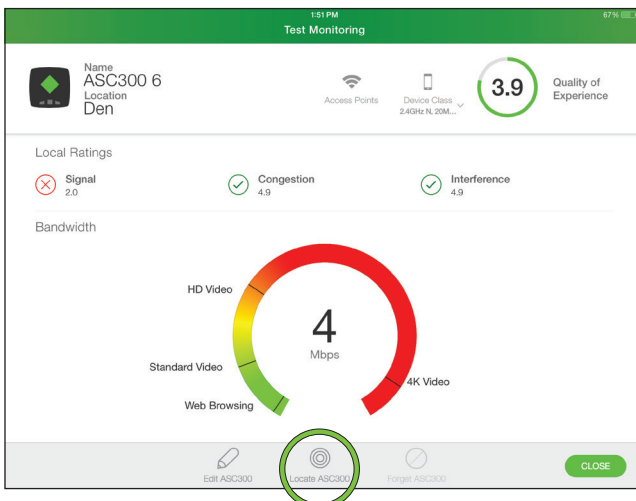 1:51 PM
67%
Test Monitoring
Name
ASC300 6
Location
Den
Access Points
Device Class
2.4GHz N, 20M...
3.9
Quality of
Experience
Local Ratings
Signal
2.0
Congestion
4.9
Interference
4.9
Bandwidth
HD Video
4
Mbps
Standard Video
4K Video
Web Browsing
Edit ASC300
Locate ASC300
Forget ASC300
CLOSE